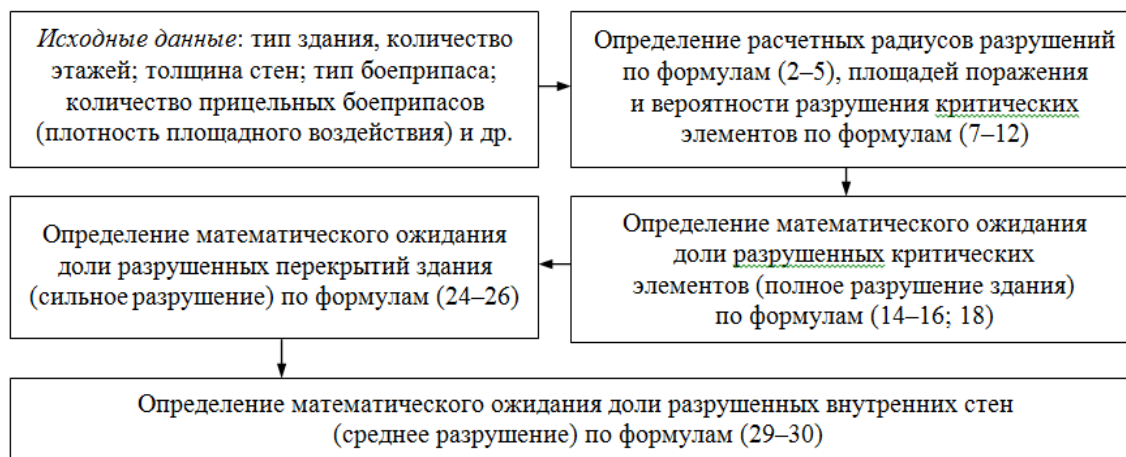 Исходные данные: тип здания, количество
этажей; толщина стен; тип боеприпаса;
количество прицельных боеприпасов
(плотность площадного воздействия) и др.
Определение расчетных радиусов разрушений
по формулам (2–5), площадей поражения
и вероятности разрушения критических
элементов по формулам (7–12)
Определение математического ожидания
доли разрушенных критических
элементов (полное разрушение здания)
по формулам (14–16; 18)
Определение математического ожидания
доли разрушенных перекрытий здания
(сильное разрушение) по формулам (24–26)
Определение математического ожидания доли разрушенных внутренних стен
(среднее разрушение) по формулам (29–30)